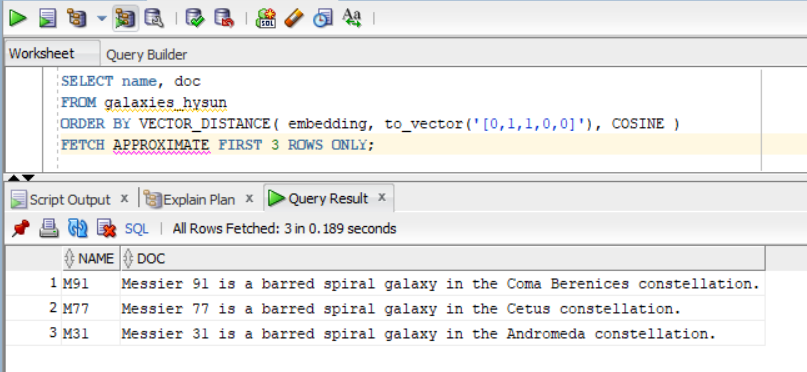 SQL
Aa
Worksheet Query Builder
SELECT name, doc
FROM galaxies_hysun
ORDER BY VECTOR_DISTANCE( embedding, to_vector('[0,1,1,0,0]'), COSINE )
FETCH APPROXIMATE FIRST 3 ROWS ONLY;
Script Output x Explain Plan x Query Result x
SQL All Rows Fetched: 3 in 0.189 seconds
NAME DOC
1 M91 Messier 91 is a barred spiral galaxy in the Coma Berenices constellation.
2 M77 Messier 77 is a barred spiral galaxy in the Cetus constellation.
3 M31 Messier 31 is a barred spiral galaxy in the Andromeda constellation.